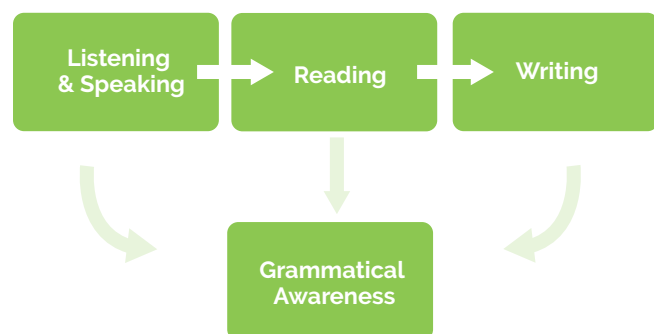 Listening
& Speaking
Reading
Writing
Grammatical
Awareness